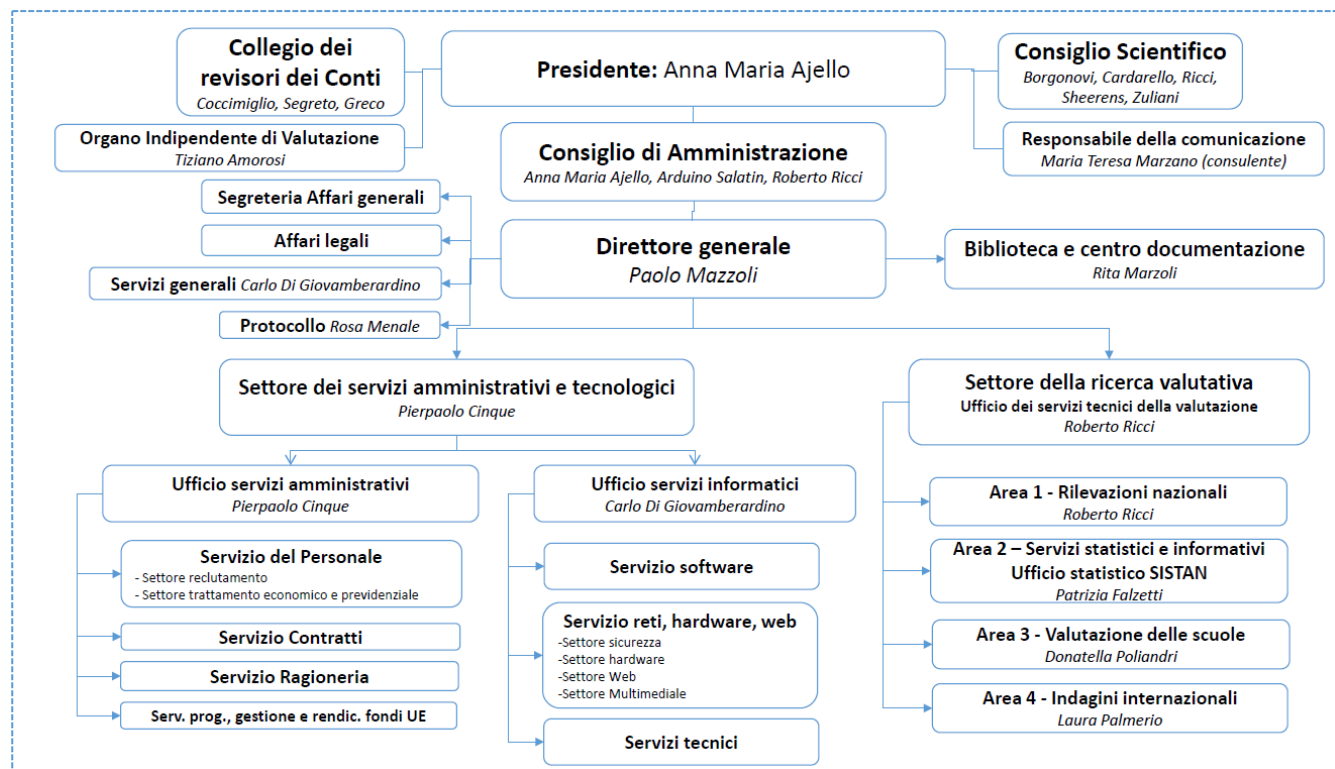 Collegio dei
revisori dei Conti
Coccimiglio, Segreto, Greco
Presidente: Anna Maria Ajello
Consiglio Scientifico
Borgonovi, Cardarello, Ricci,
Sheerens, Zuliani
Organo Indipendente di Valutazione
Tiziano Amorosi
Consiglio di Amministrazione
Anna Maria Ajello, Arduino Salatin, Roberto Ricci
Responsabile della comunicazione
Maria Teresa Marzano (consulente)
Segreteria Affari generali
Affari legali
Servizi generali Carlo Di Giovamberardino
Protocollo Rosa Menale
Direttore generale
Paolo Mazzoli
Biblioteca e centro documentazione
Rita Marzoli
Settore dei servizi amministrativi e tecnologici
Pierpaolo Cinque
Settore della ricerca valutativa
Ufficio dei servizi tecnici della valutazione
Roberto Ricci
Ufficio servizi amministrativi
Pierpaolo Cinque
Servizio del Personale
- Settore reclutamento
- Settore trattamento economico e previdenziale
Servizio Contratti
Servizio Ragioneria
Serv. prog., gestione e rendic. fondi UE
Ufficio servizi informatici
Carlo Di Giovamberardino
Servizio software
Servizio reti, hardware, web
-Settore sicurezza
-Settore hardware
-Settore Web
-Settore Multimediale
Servizi tecnici
Area 1 - Rilevazioni nazionali
Roberto Ricci
Area 2 – Servizi statistici e informativi
Ufficio statistico SISTAN
Patrizia Falzetti
Area 3 - Valutazione delle scuole
Donatella Poliandri
Area 4 - Indagini internazionali
Laura Palmerio